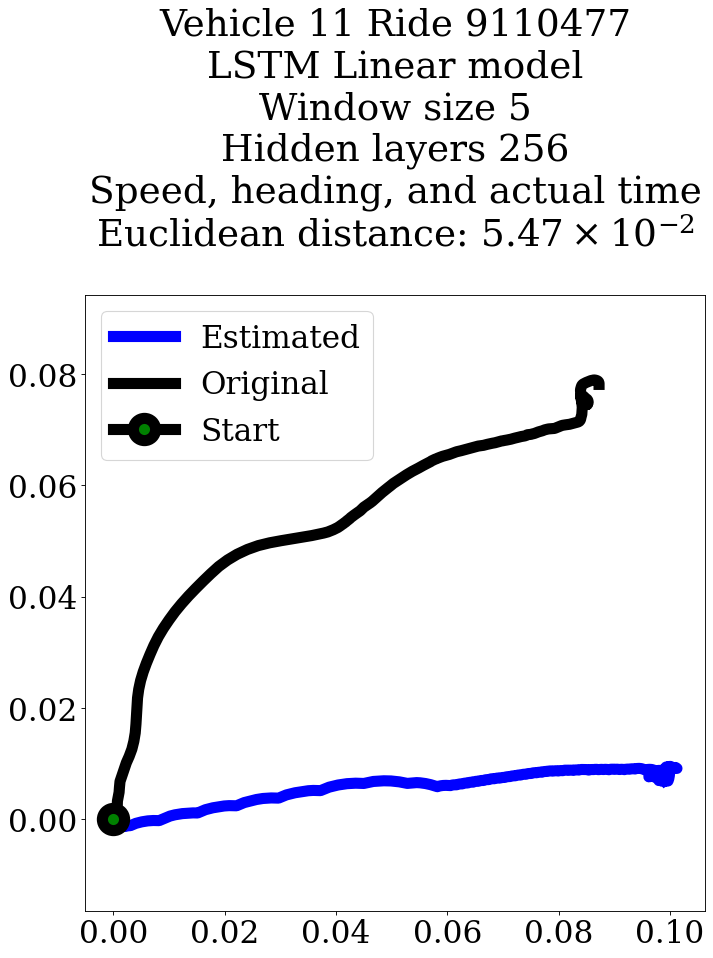 Vehicle 11 Ride 9110477
LSTM Linear model
Window size 5
Hidden layers 256
Speed, heading, and actual time
Euclidean distance: 5.47 × 10⁻²
Estimated
Original
Start
0.08
0.06
0.04
0.02
0.00
0.00 0.02 0.04 0.06 0.08 0.10